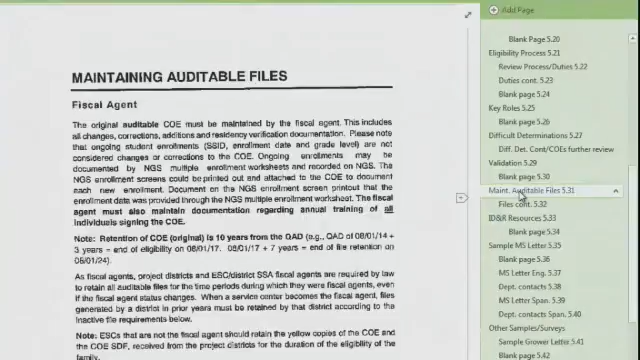 MAINTAINING AUDITABLE FILES
Fiscal Agent
The original auditable COE must be maintained by the fiscal agent. This includes
all changes, corrections, additions and residency verification documentation. Please note
that ongoing student enrollments (SSID, enrollment date and grade level) are not
considered changes or corrections to the COE. Ongoing enrollments may be
documented by NGS multiple enrollment worksheets and recorded on NGS. The
NGS enrollment screens could be printed out and attached to the COE to document
each new enrollment. Document on the NGS enrollment screen printout that the
enrollment data was provided through the NGS multiple enrollment worksheet. The fiscal
agent must also maintain documentation regarding annual training of all
individuals signing the COE.
Note: Retention of COE (original) is 10 years from the QAD (e.g., QAD of 08/01/14 +
3 years = end of eligibility on 08/01/17. 08/01/17 + 7 years = end of file retention on
08/01/24).
As fiscal agents, project districts and ESC/district SSA fiscal agents are required by law
to retain all auditable files for the time periods during which they were fiscal agents, even
if the fiscal agent status changes. When a service center becomes the fiscal agent, files
generated by a district in prior years must be retained by that district according to the
inactive file requirements below.
Note: ESCs that are not the fiscal agent should retain the yellow copies of the COE and
the COE SDF, received from the project districts for the duration of the eligibility of the
family.
Add Page
Blank Page 5.20
Eligibility Process 5.21
Review Process/Duties 5.22
Duties cont. 5.23
Blank page 5.24
Key Roles 5.25
Blank page 5.26
Difficult Determinations 5.27
Diff. Det. Cont/COEs further review
Validation 5.29
Blank page 5.30
Maint. Auditable Files 5.31
Files cont. 5.32
ID&R Resources 5.33
Blank page 5.34
Sample MS Letter 5.35
Blank page 5.36
MS Letter Eng. 5.37
Dept. contacts 5.38
MS Letter Span. 5.39
Dept. contacts Span. 5.40
Other Samples/Surveys
Sample Grower Letter 5.41
Blank page 5.42